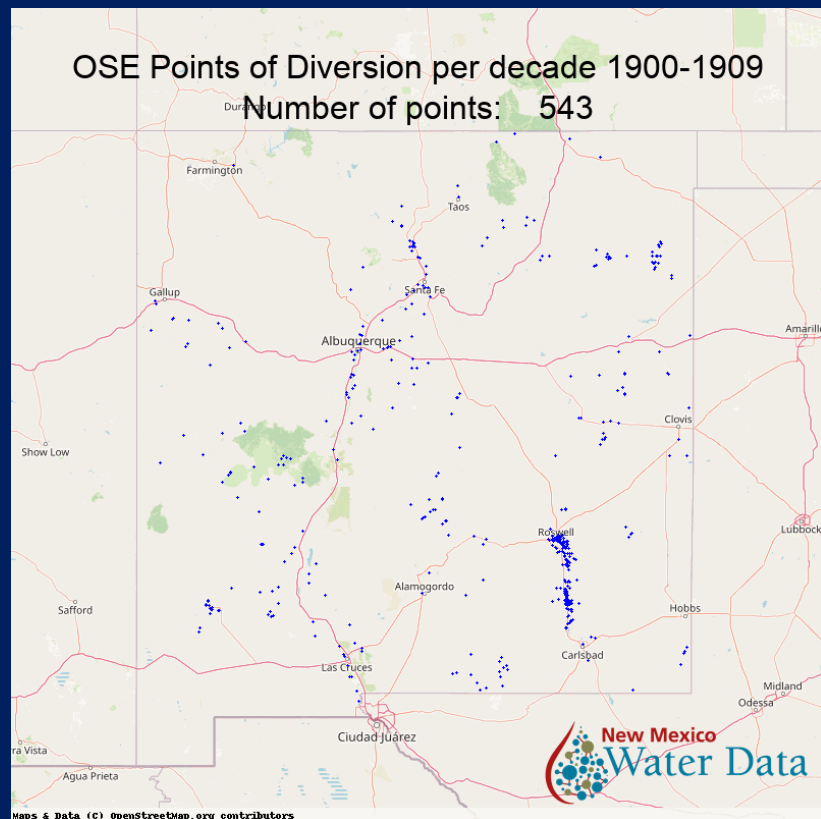 OSE Points of Diversion per decade 1900-1909
Number of points: 543
Durango
Farmington
Taos
Gallup
Santa Fe
Albuquerque
Amarillo
Clovis
Show Low
Roswell
Lubbock
Alamogordo
Safford
Hobbs
Carlsbad
Las Cruces
Midland
Odessa
Ciudad Juárez
ra Vista
Agua Prieta
New Mexico
Water Data
Maps & Data (C) OpenStreetMap.org contributors